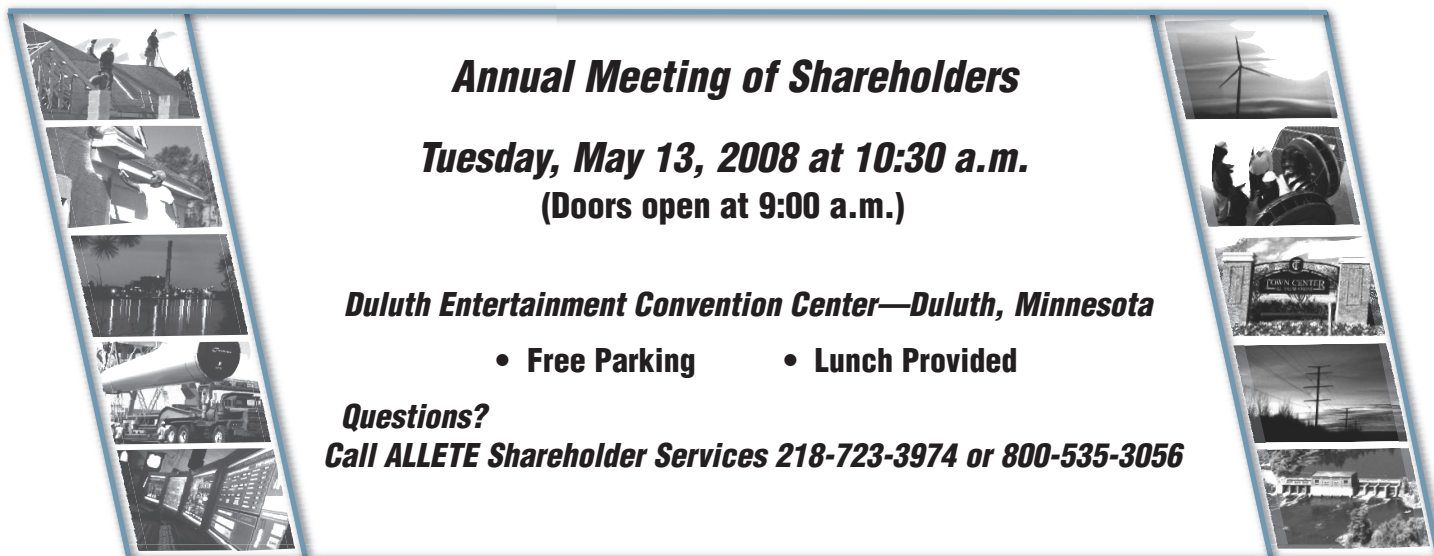 Annual Meeting of Shareholders
Tuesday, May 13, 2008 at 10:30 a.m.
(Doors open at 9:00 a.m.)
Duluth Entertainment Convention Center—Duluth, Minnesota
• Free Parking • Lunch Provided
Questions?
Call ALLETE Shareholder Services 218-723-3974 or 800-535-3056
TOWN CENTER